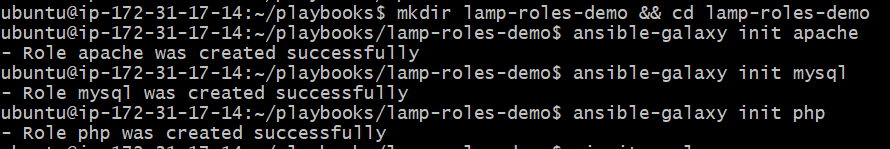 ubuntu@ip-172-31-17-14:~/playbooks$ mkdir lamp-roles-demo && cd lamp-roles-demo
ubuntu@ip-172-31-17-14:~/playbooks/lamp-roles-demo$ ansible-galaxy init apache
- Role apache was created successfully
ubuntu@ip-172-31-17-14:~/playbooks/lamp-roles-demo$ ansible-galaxy init mysql
- Role mysql was created successfully
ubuntu@ip-172-31-17-14:~/playbooks/lamp-roles-demo$ ansible-galaxy init php
- Role php was created successfully